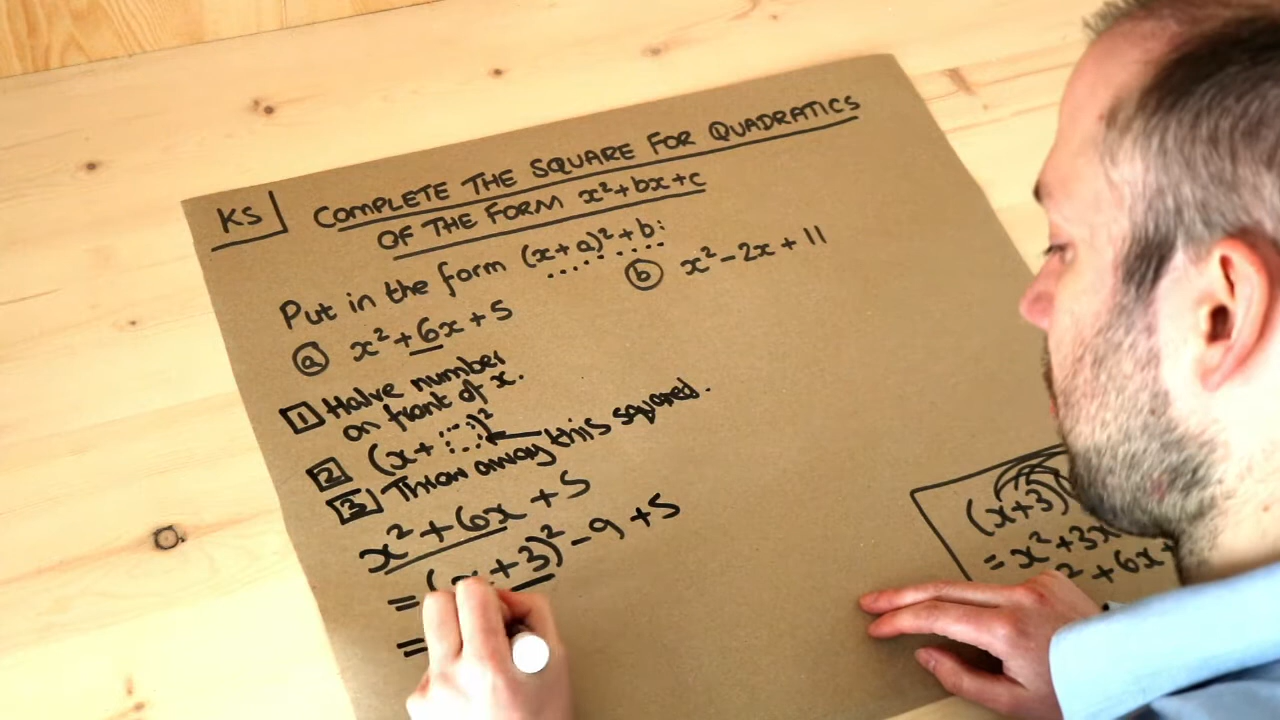 KS
COMPLETE THE SQUARE FOR QUADRATICS
OF THE FORM x²+bx+c
Put in the form (x+a)²+b:
ⓐ x²+6x+5
ⓑ x²-2x+11
1 Halve number
on front of x.
2 (x+ )²
3 Throw away this squared.
x²+6x+5
= (x+3)²-9+5
=
(x+3)
= x²+3x
²+6x+